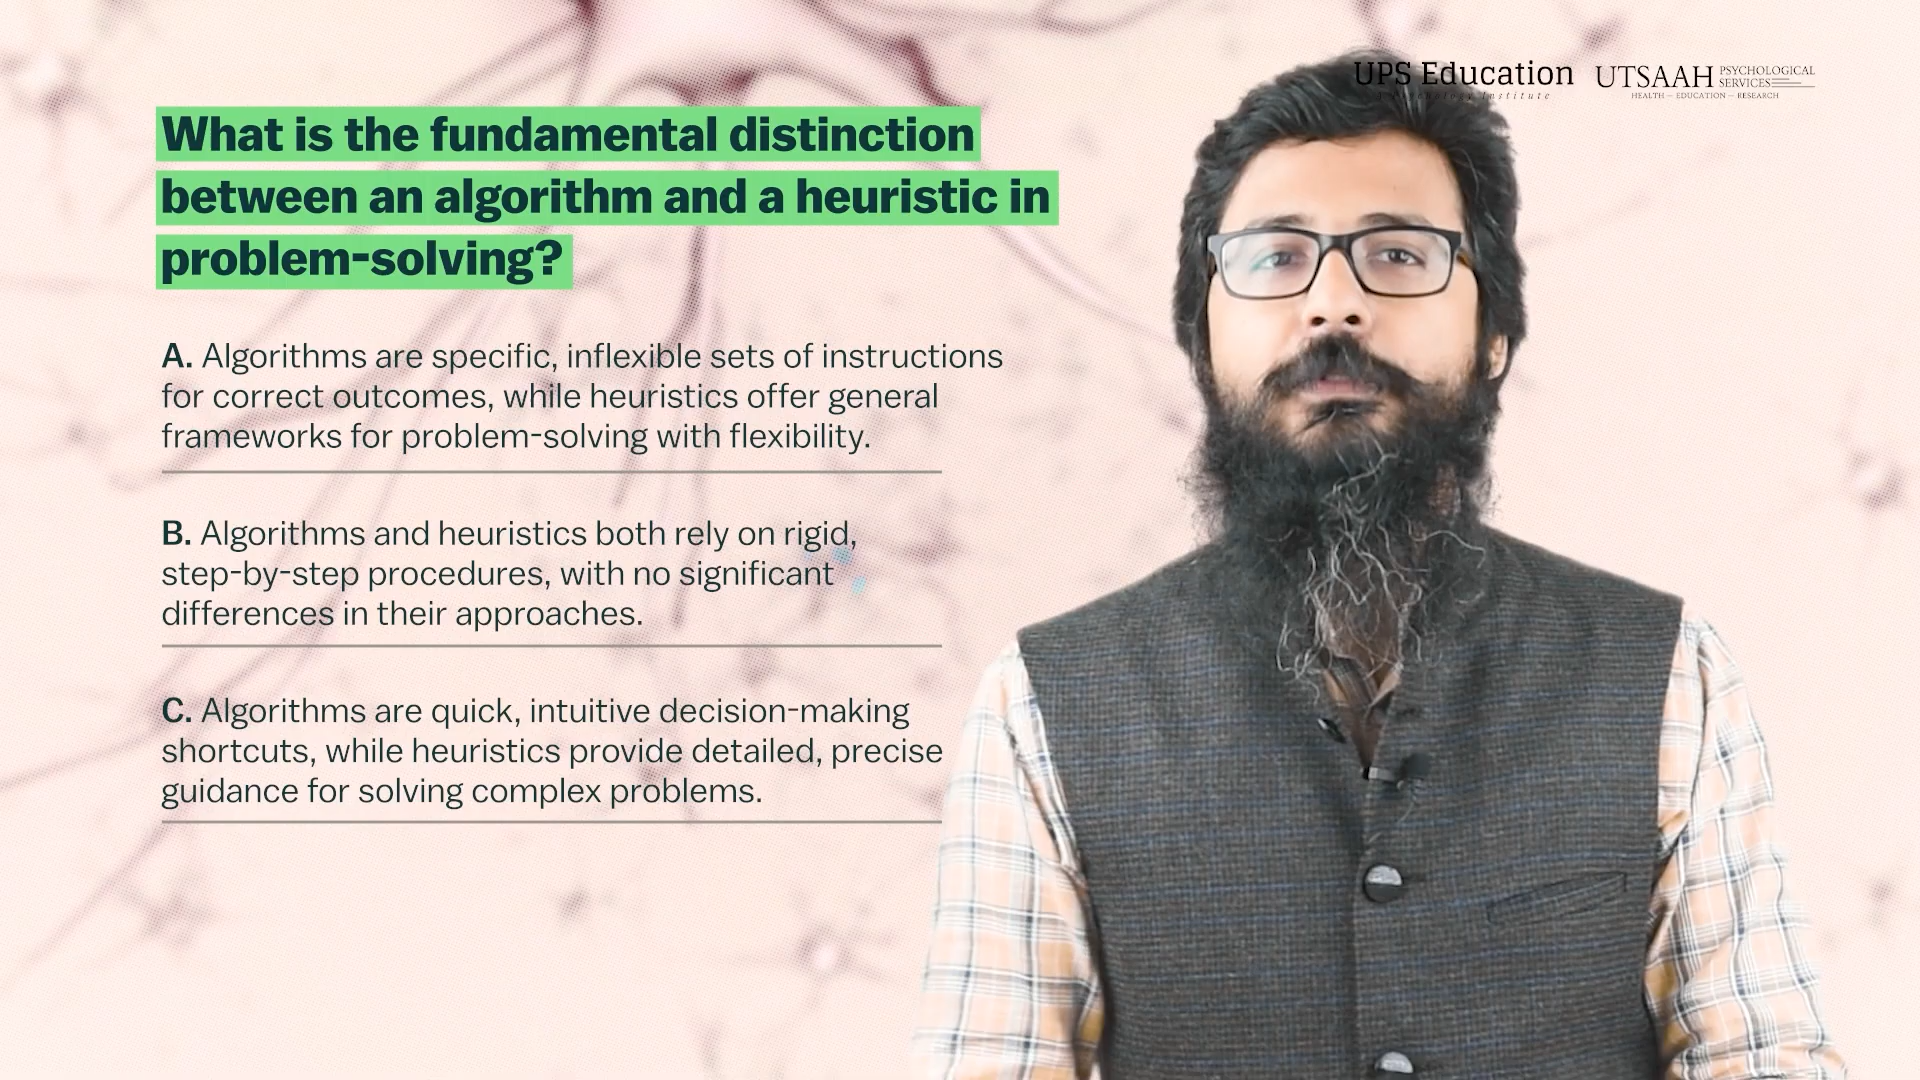 UPS Education
A Psychology Institute
UTSAAH PSYCHOLOGICAL SERVICES
HEALTH – EDUCATION – RESEARCH
What is the fundamental distinction
between an algorithm and a heuristic in
problem-solving?
A. Algorithms are specific, inflexible sets of instructions
for correct outcomes, while heuristics offer general
frameworks for problem-solving with flexibility.
B. Algorithms and heuristics both rely on rigid,
step-by-step procedures, with no significant
differences in their approaches.
C. Algorithms are quick, intuitive decision-making
shortcuts, while heuristics provide detailed, precise
guidance for solving complex problems.